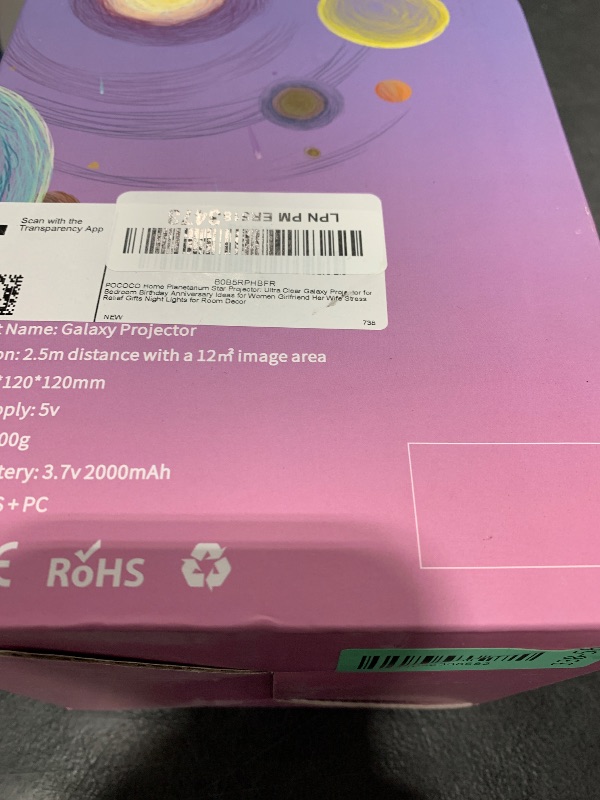 Scan with the
Transparency App
LPN PM
B0B5RPHBFR
POCOCO Home Planetarium Star Projector: Ultra Clear Galaxy Projector for
Bedroom Birthday Anniversary Ideas for Women Girlfriend Her Wife Stress
Relief Gifts Night Lights for Room Decor
NEW
735
t Name: Galaxy Projector
on: 2.5m distance with a 12㎡ image area
*120*120mm
pply: 5v
00g
tery: 3.7v 2000mAh
S + PC
CE
RoHS